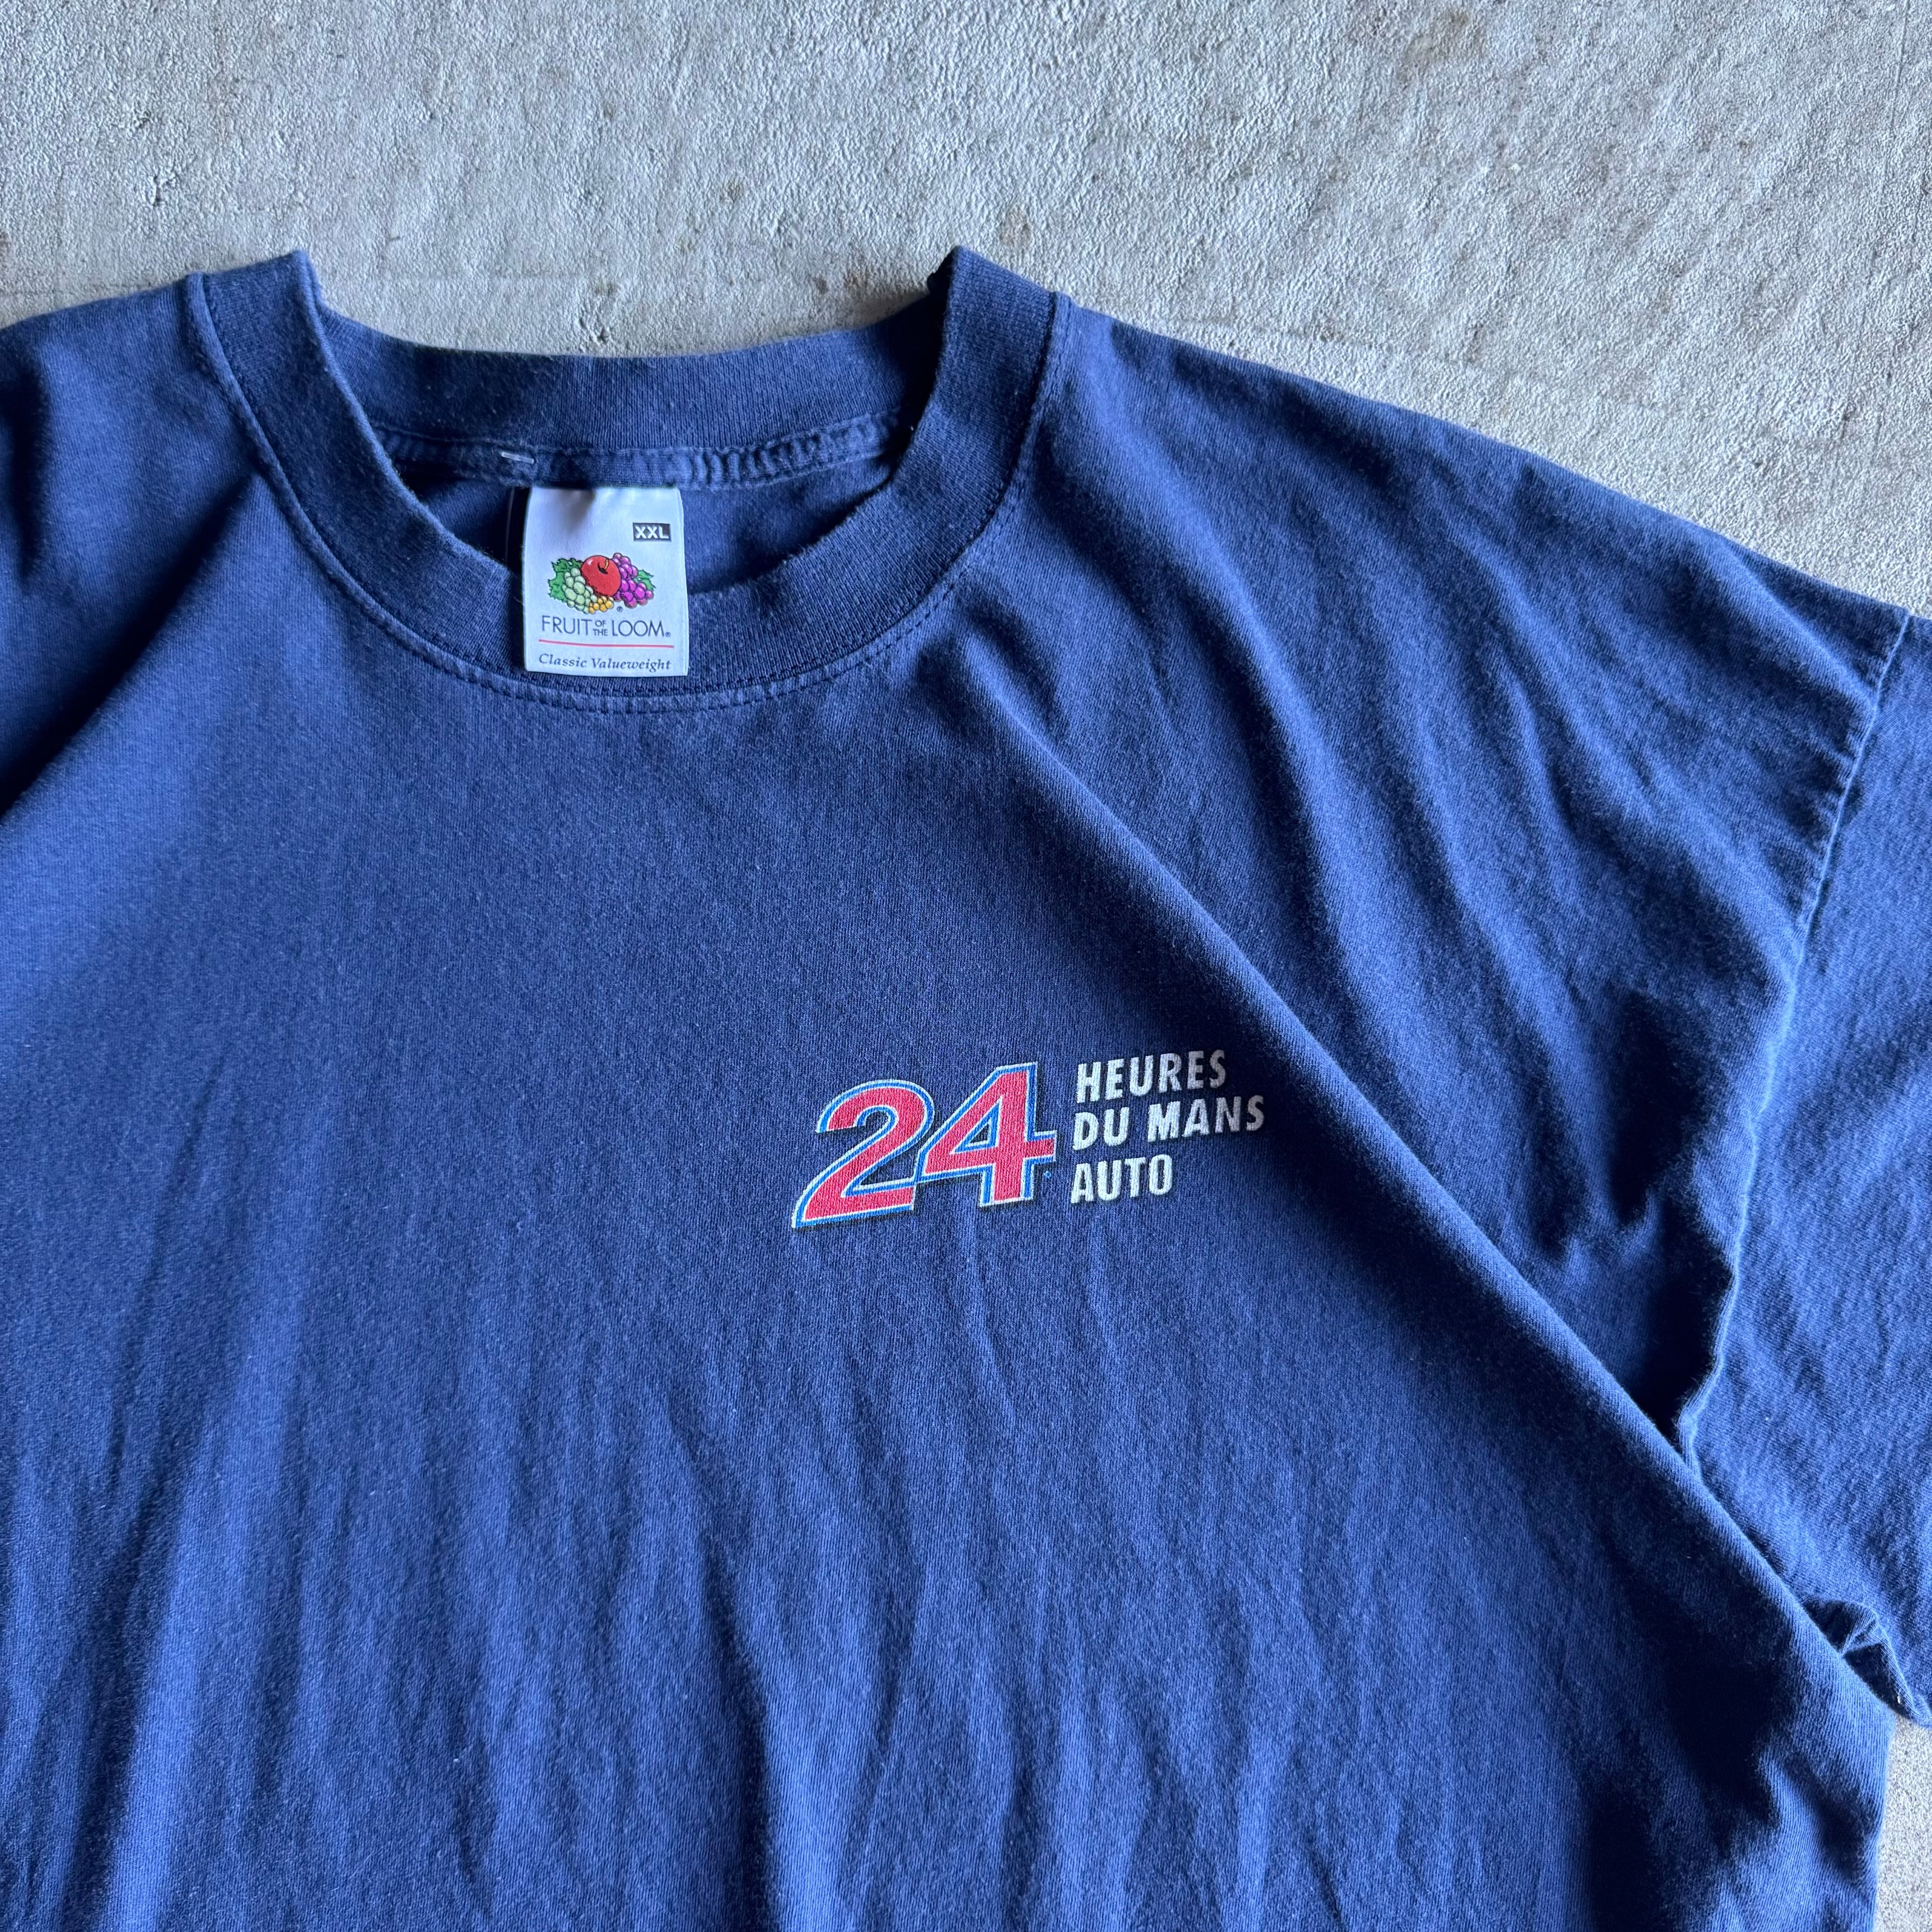 XXL
FRUIT OF THE LOOM®
Classic Valueweight
24 HEURES
DU MANS
AUTO